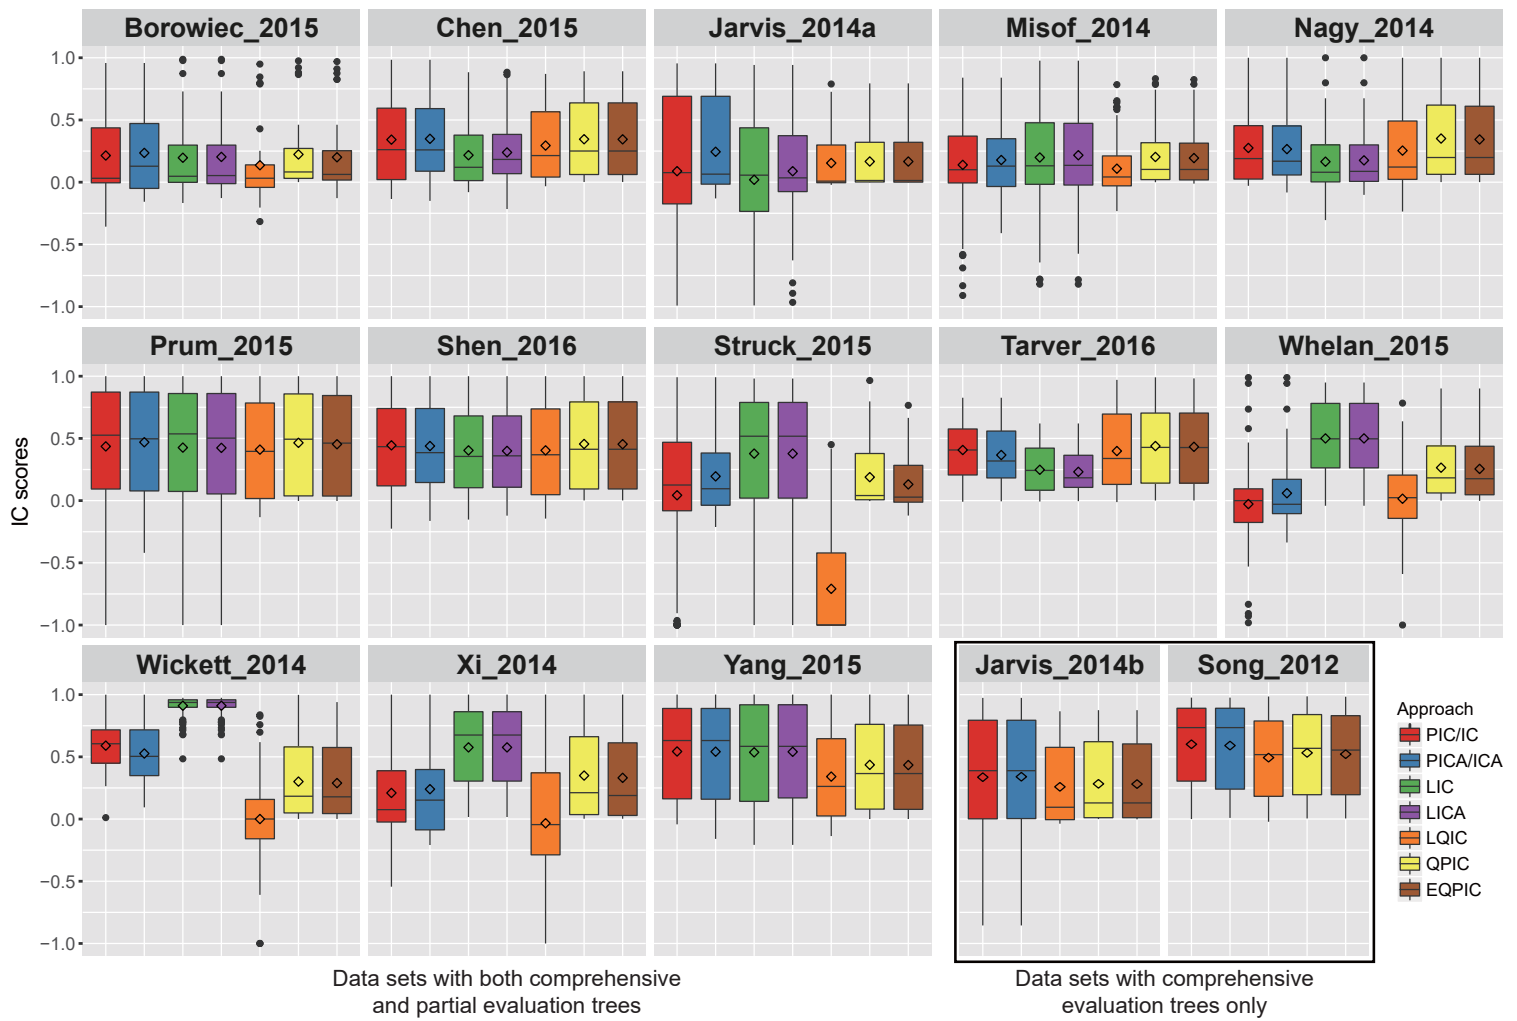 Borowiec_2015
Chen_2015
Jarvis_2014a
Misof_2014
Nagy_2014
1.0
0.5
0.0
−0.5
−1.0
Prum_2015
Shen_2016
Struck_2015
Tarver_2016
Whelan_2015
1.0
0.5
0.0
−0.5
−1.0
IC scores
Wickett_2014
Xi_2014
Yang_2015
Jarvis_2014b
Song_2012
1.0
0.5
0.0
−0.5
−1.0
Approach
PIC/IC
PICA/ICA
LIC
LICA
LQIC
QPIC
EQPIC
Data sets with both comprehensive
and partial evaluation trees
Data sets with comprehensive
evaluation trees only